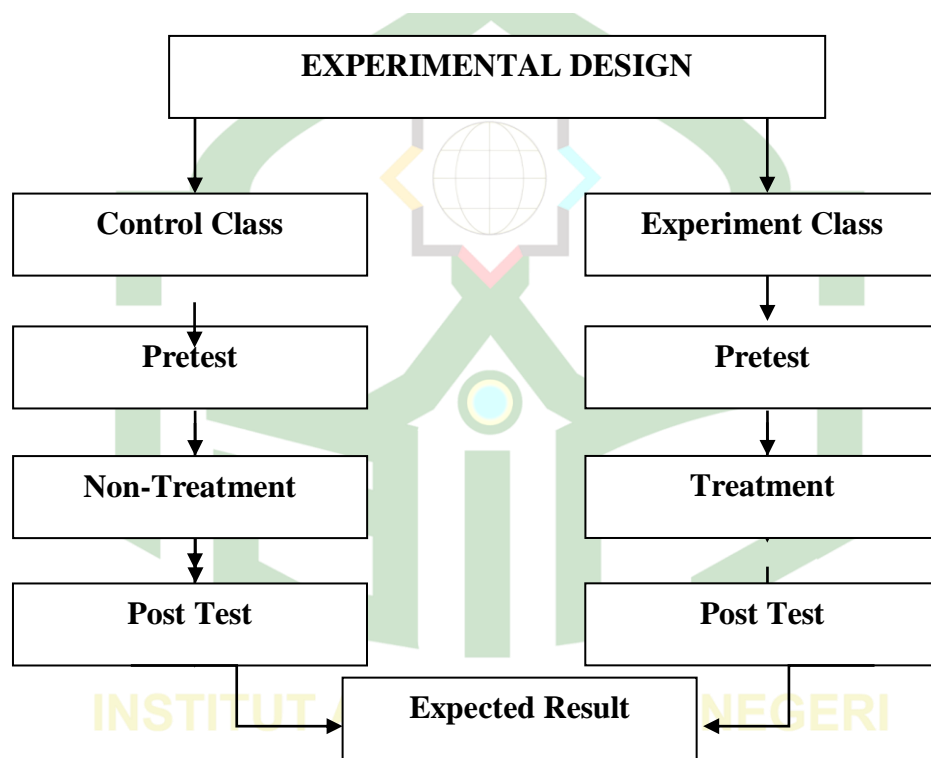 EXPERIMENTAL DESIGN
Control Class
Experiment Class
Pretest
Pretest
Non-Treatment
Treatment
Post Test
Post Test
Expected Result
INSTITUT NEGERI